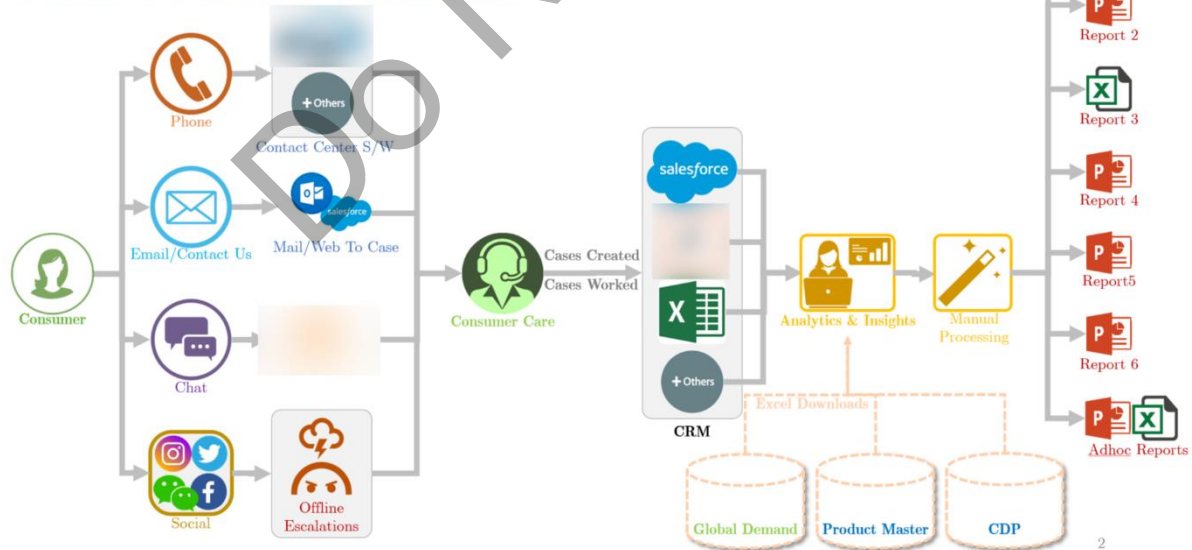 Phone
+ Others
Contact Center S/W
Email/Contact Us
salesforce
Mail/Web To Case
Consumer
Chat
Social
Offline
Escalations
Consumer Care
Cases Created
Cases Worked
salesforce
X
+ Others
CRM
Analytics & Insights
Manual
Processing
Excel Downloads
Global Demand
Product Master
CDP
P
Report 2
X
Report 3
P
Report 4
P
Report5
P
Report 6
P X
Adhoc Reports
2